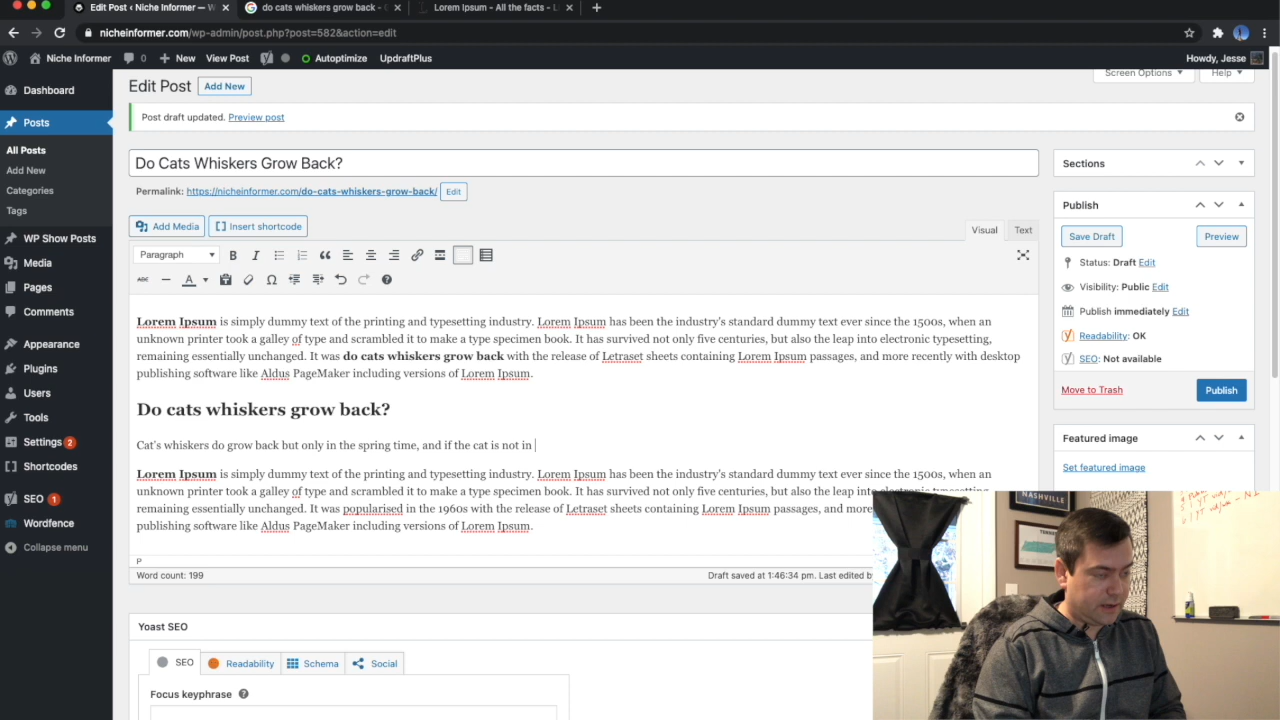 Edit Post ‹ Niche Informer — W
do cats whiskers grow back -
Lorem Ipsum - All the facts - L
nicheinformer.com/wp-admin/post.php?post=582&action=edit
Niche Informer 0 New View Post Autoptimize UpdraftPlus Howdy, Jesse
Screen Options Help
Dashboard
Posts
All Posts
Add New
Categories
Tags
WP Show Posts
Media
Pages
Comments
Appearance
Plugins
Users
Tools
Settings 2
Shortcodes
SEO 1
Wordfence
Collapse menu
Edit Post Add New
Post draft updated. Preview post
Do Cats Whiskers Grow Back?
Permalink: https://nicheinformer.com/do-cats-whiskers-grow-back/ Edit
Add Media Insert shortcode
Visual Text
Paragraph B I
ABC A Ω
Lorem Ipsum is simply dummy text of the printing and typesetting industry. Lorem Ipsum has been the industry's standard dummy text ever since the 1500s, when an
unknown printer took a galley of type and scrambled it to make a type specimen book. It has survived not only five centuries, but also the leap into electronic typesetting,
remaining essentially unchanged. It was do cats whiskers grow back with the release of Letraset sheets containing Lorem Ipsum passages, and more recently with desktop
publishing software like Aldus PageMaker including versions of Lorem Ipsum.
Do cats whiskers grow back?
Cat's whiskers do grow back but only in the spring time, and if the cat is not in
Lorem Ipsum is simply dummy text of the printing and typesetting industry. Lorem Ipsum has been the industry's standard dummy text ever since the 1500s, when an
unknown printer took a galley of type and scrambled it to make a type specimen book. It has survived not only five centuries, but also the leap into electronic typesetting,
remaining essentially unchanged. It was popularised in the 1960s with the release of Letraset sheets containing Lorem Ipsum passages, and more
publishing software like Aldus PageMaker including versions of Lorem Ipsum.
P
Word count: 199 Draft saved at 1:46:34 pm. Last edited by
Yoast SEO
SEO Readability Schema Social
Focus keyphrase
Sections
Publish
Save Draft Preview
Status: Draft Edit
Visibility: Public Edit
Publish immediately Edit
Readability: OK
SEO: Not available
Move to Trash Publish
Featured image
Set featured image
NASHVILLE